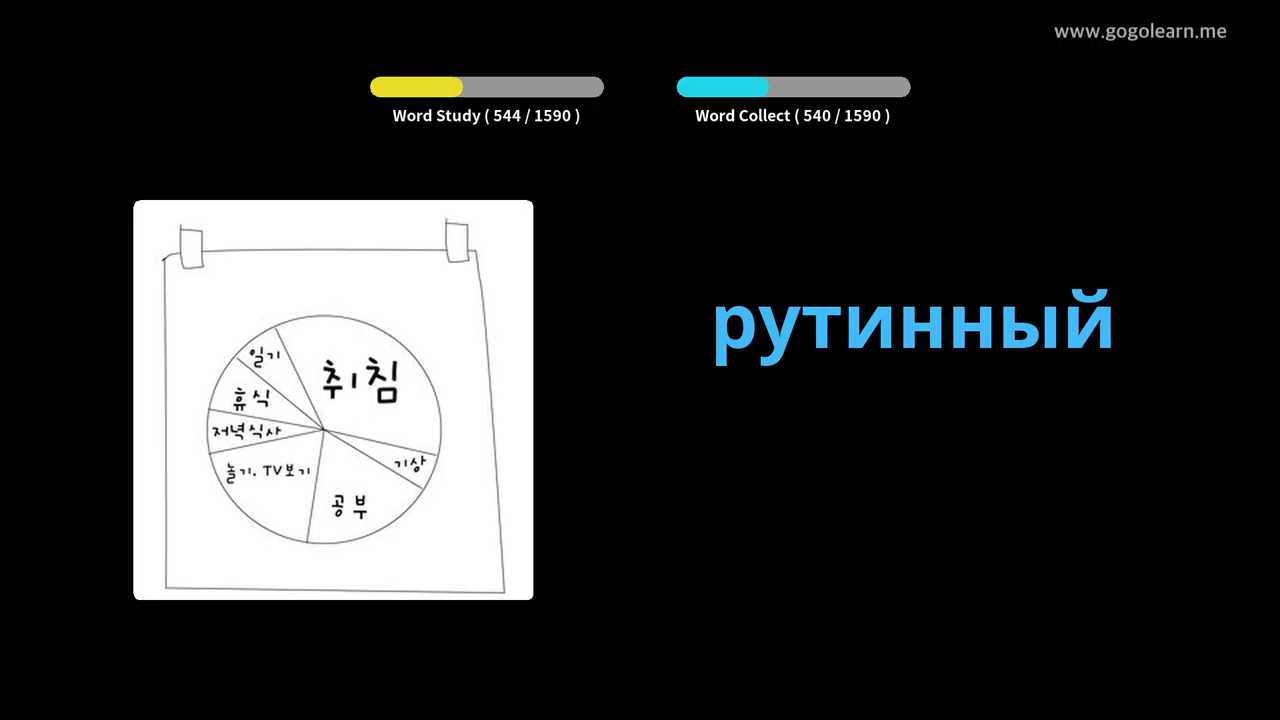 www.gogolearn.me
Word Study ( 544 / 1590 )
Word Collect ( 540 / 1590 )
일기
취침
휴식
저녁식사
놀기. TV보기
기상
공부
рутинный